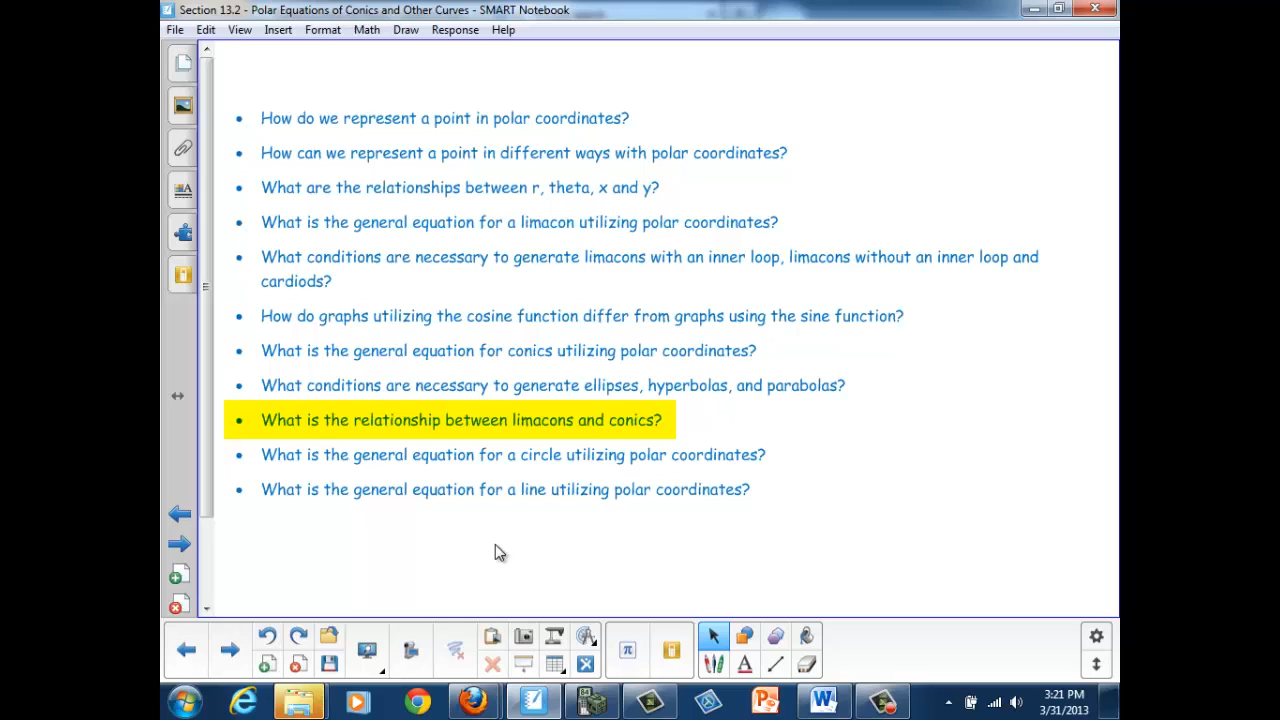 Section 13.2 - Polar Equations of Conics and Other Curves - SMART Notebook
File Edit View Insert Format Math Draw Response Help
• How do we represent a point in polar coordinates?
• How can we represent a point in different ways with polar coordinates?
• What are the relationships between r, theta, x and y?
• What is the general equation for a limacon utilizing polar coordinates?
• What conditions are necessary to generate limacons with an inner loop, limacons without an inner loop and
cardiods?
• How do graphs utilizing the cosine function differ from graphs using the sine function?
• What is the general equation for conics utilizing polar coordinates?
• What conditions are necessary to generate ellipses, hyperbolas, and parabolas?
• What is the relationship between limacons and conics?
• What is the general equation for a circle utilizing polar coordinates?
• What is the general equation for a line utilizing polar coordinates?
3:21 PM
3/31/2013